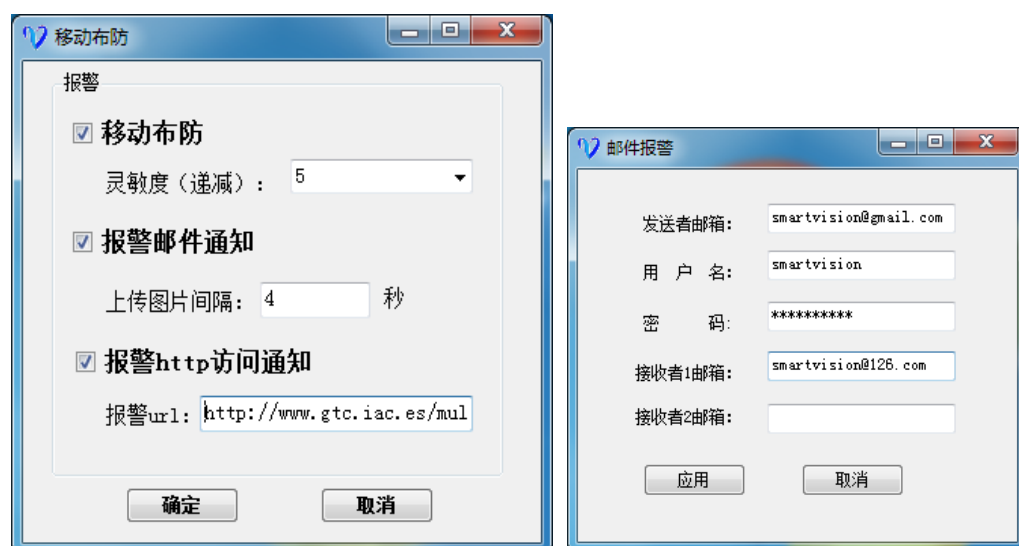 移动布防
报警
移动布防
灵敏度（递减）： 5
报警邮件通知
上传图片间隔： 4 秒
报警http访问通知
报警url： http://www.gtc.iac.es/mul
确定 取消
邮件报警
发送者邮箱： smartvision@gmail.com
用 户 名： smartvision
密 码: **********
接收者1邮箱： smartvision@126.com
接收者2邮箱：
应用 取消